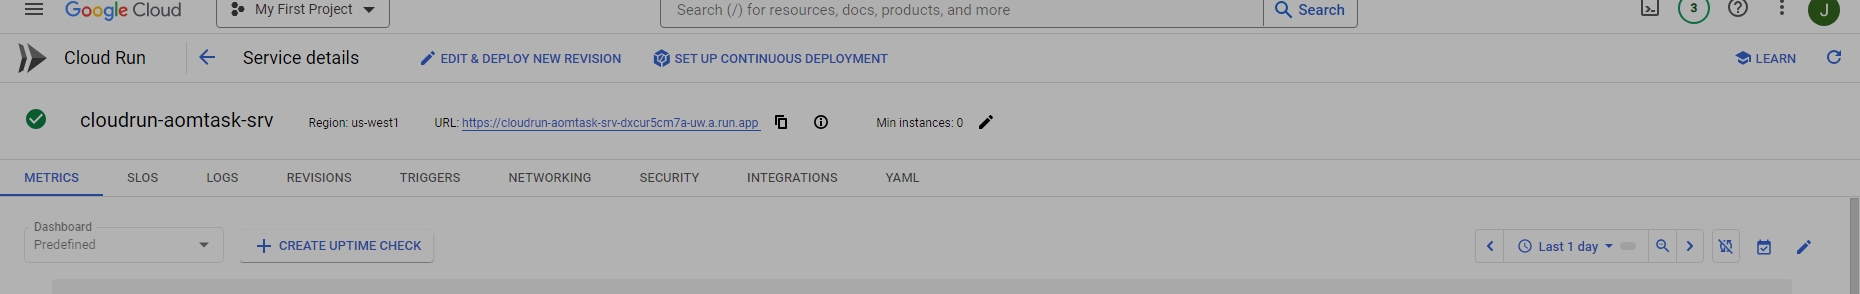 Google Cloud My First Project Search (/) for resources, docs, products, and more Search 3 J
Cloud Run Service details EDIT & DEPLOY NEW REVISION SET UP CONTINUOUS DEPLOYMENT LEARN
cloudrun-aomtask-srv Region: us-west1 URL: https://cloudrun-aomtask-srv-dxcur5cm7a-uw.a.run.app Min instances: 0
METRICS SLOS LOGS REVISIONS TRIGGERS NETWORKING SECURITY INTEGRATIONS YAML
Dashboard
Predefined CREATE UPTIME CHECK Last 1 day